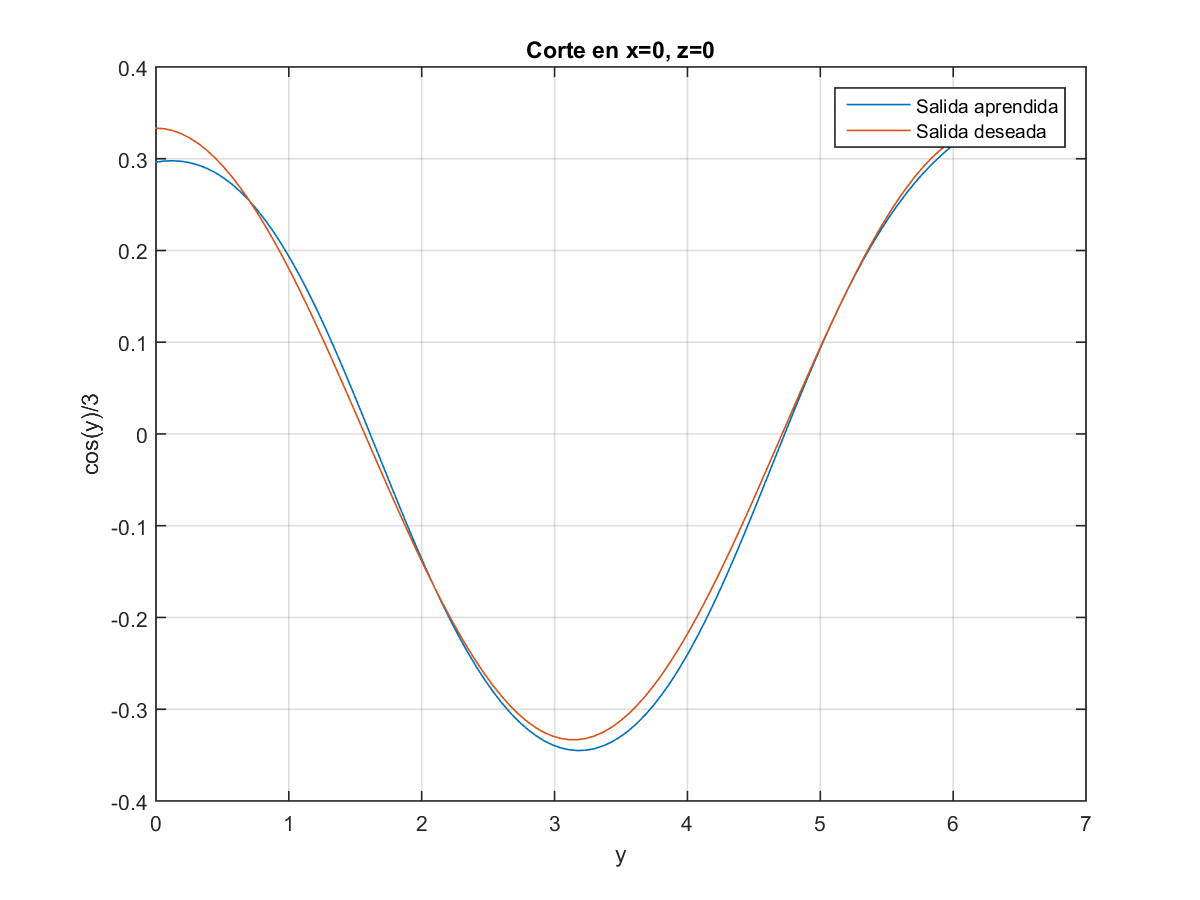 Corte en x=0, z=0
Salida aprendida
Salida deseada
0.4
0.3
0.2
0.1
0
-0.1
-0.2
-0.3
-0.4
cos(y)/3
0 1 2 3 4 5 6 7
y